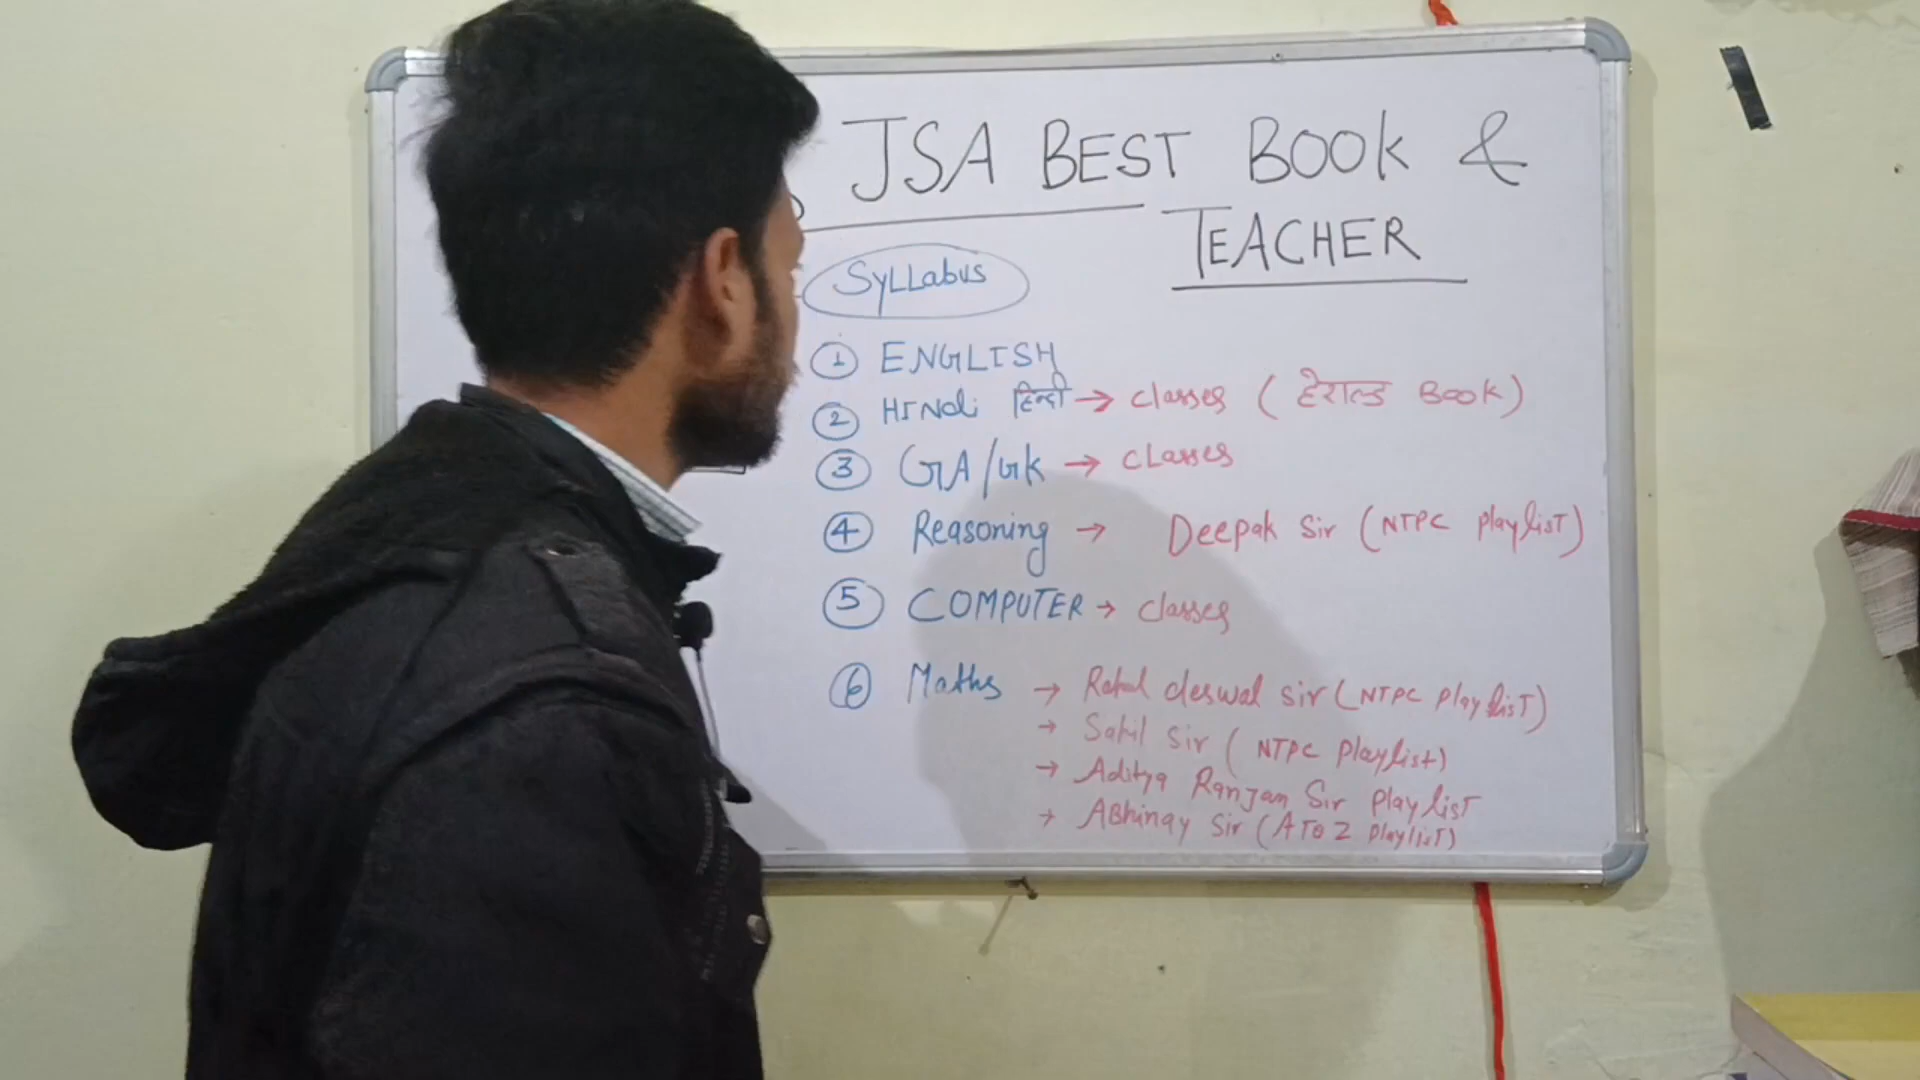 JSA BEST BOOK &
TEACHER
SyLLabus
1 ENGLISH
2 HINdi हिन्दी → classes ( हेराल्ड Book )
3 GA/GK → cLasses
4 Reasoning → Deepak Sir (NTPC playlisT)
5 COMPUTER → classes
6 Maths → Rahul deswal sir (NTPC playlisT)
→ Sahil Sir ( NTPC playlist)
→ Aditya Ranjan Sir playlisT
→ ABhinay Sir (A TO Z playlisT)